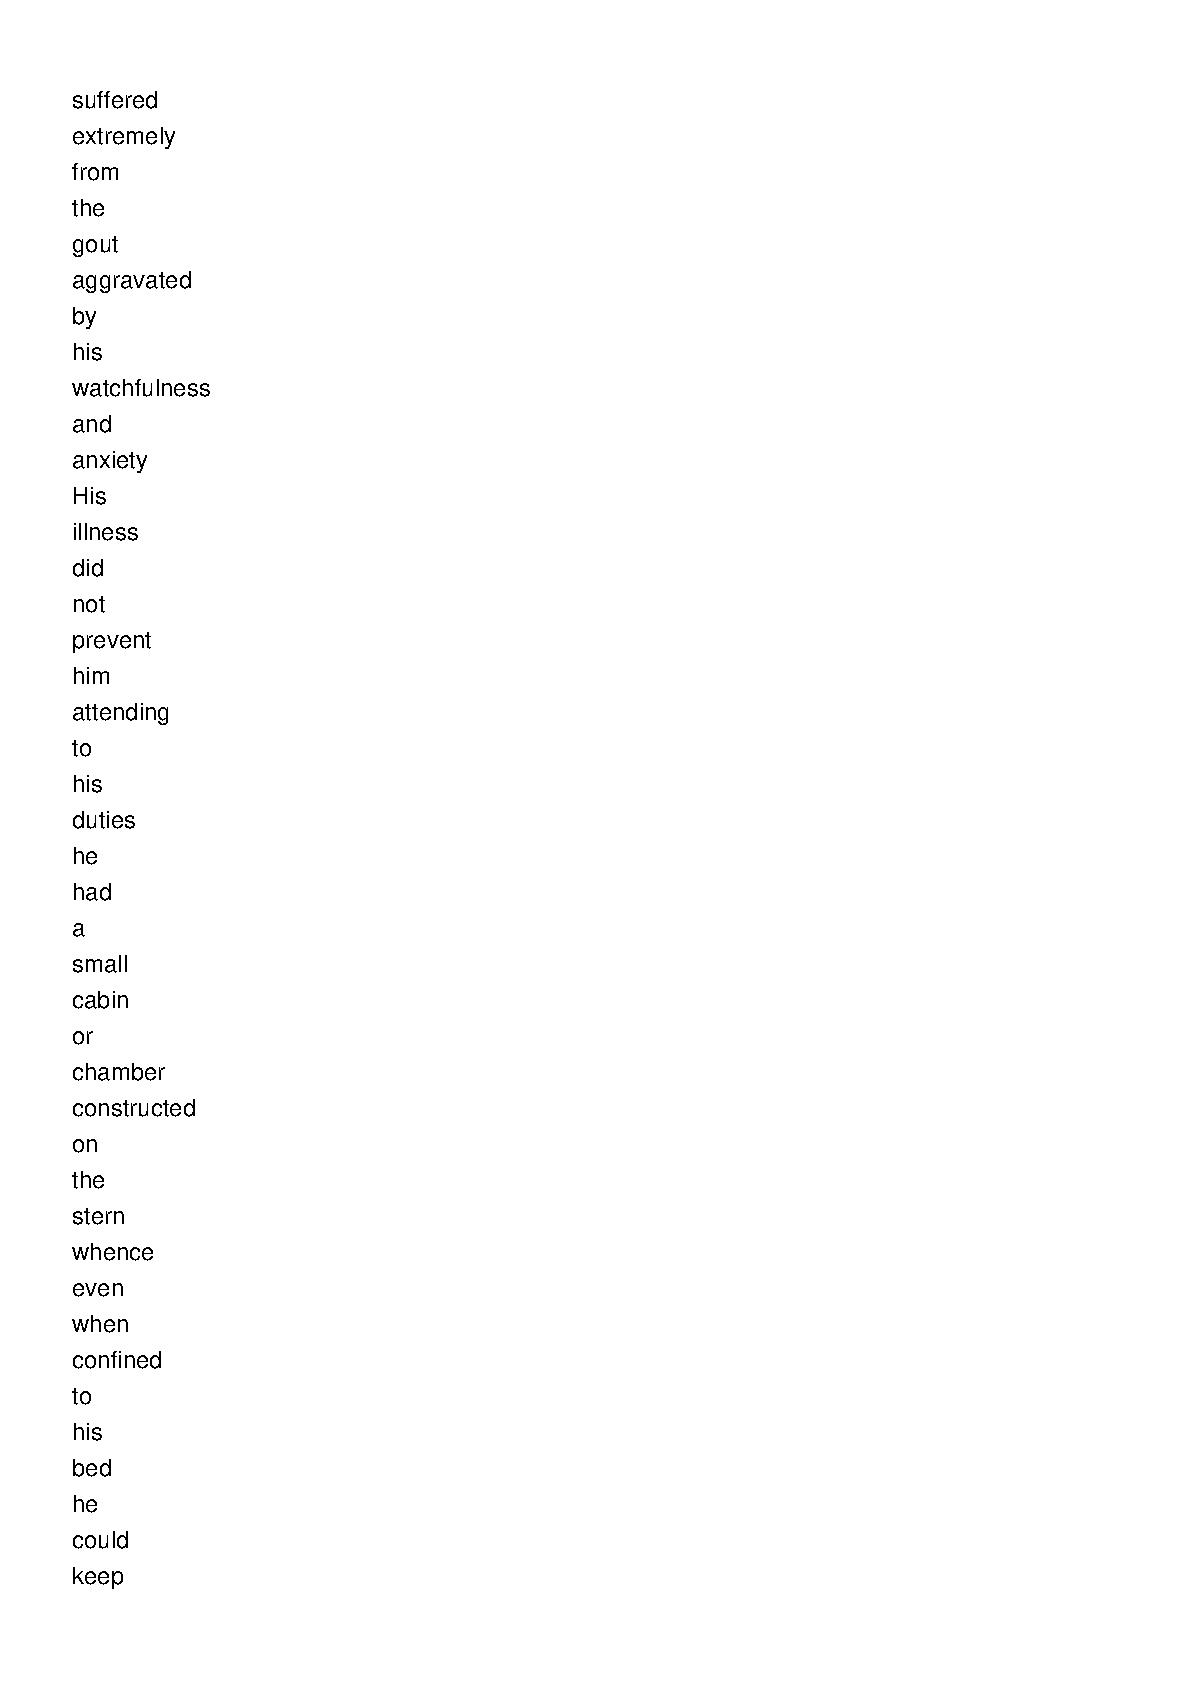 suffered
extremely
from
the
gout
aggravated
by
his
watchfulness
and
anxiety
His
illness
did
not
prevent
him
attending
to
his
duties
he
had
a
small
cabin
or
chamber
constructed
on
the
stern
whence
even
when
confined
to
his
bed
he
could
keep